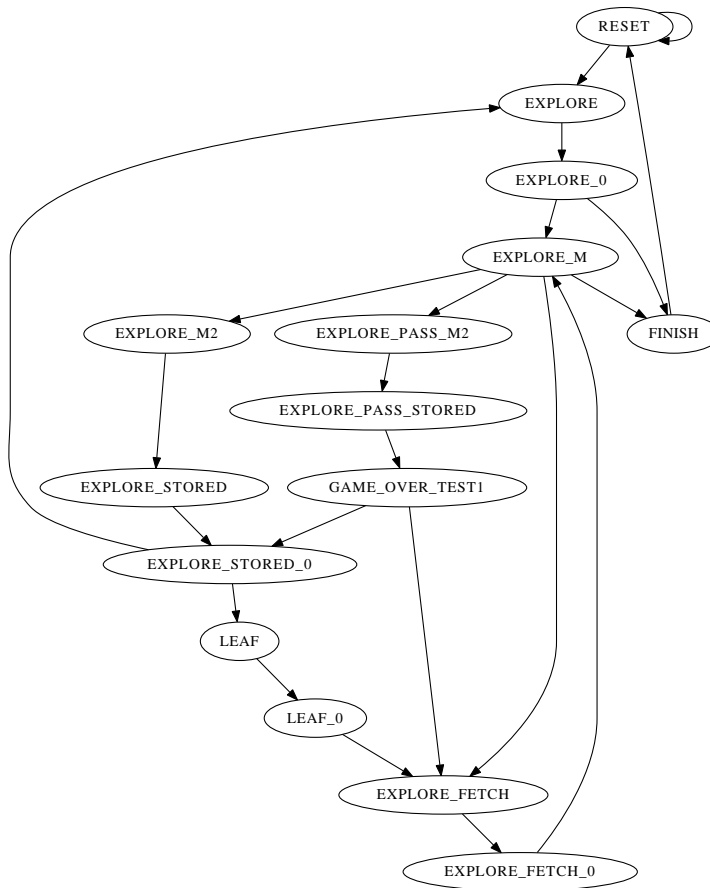 RESET
EXPLORE
EXPLORE_0
EXPLORE_M
EXPLORE_M2
EXPLORE_PASS_M2
FINISH
EXPLORE_PASS_STORED
EXPLORE_STORED
GAME_OVER_TEST1
EXPLORE_STORED_0
LEAF
LEAF_0
EXPLORE_FETCH
EXPLORE_FETCH_0